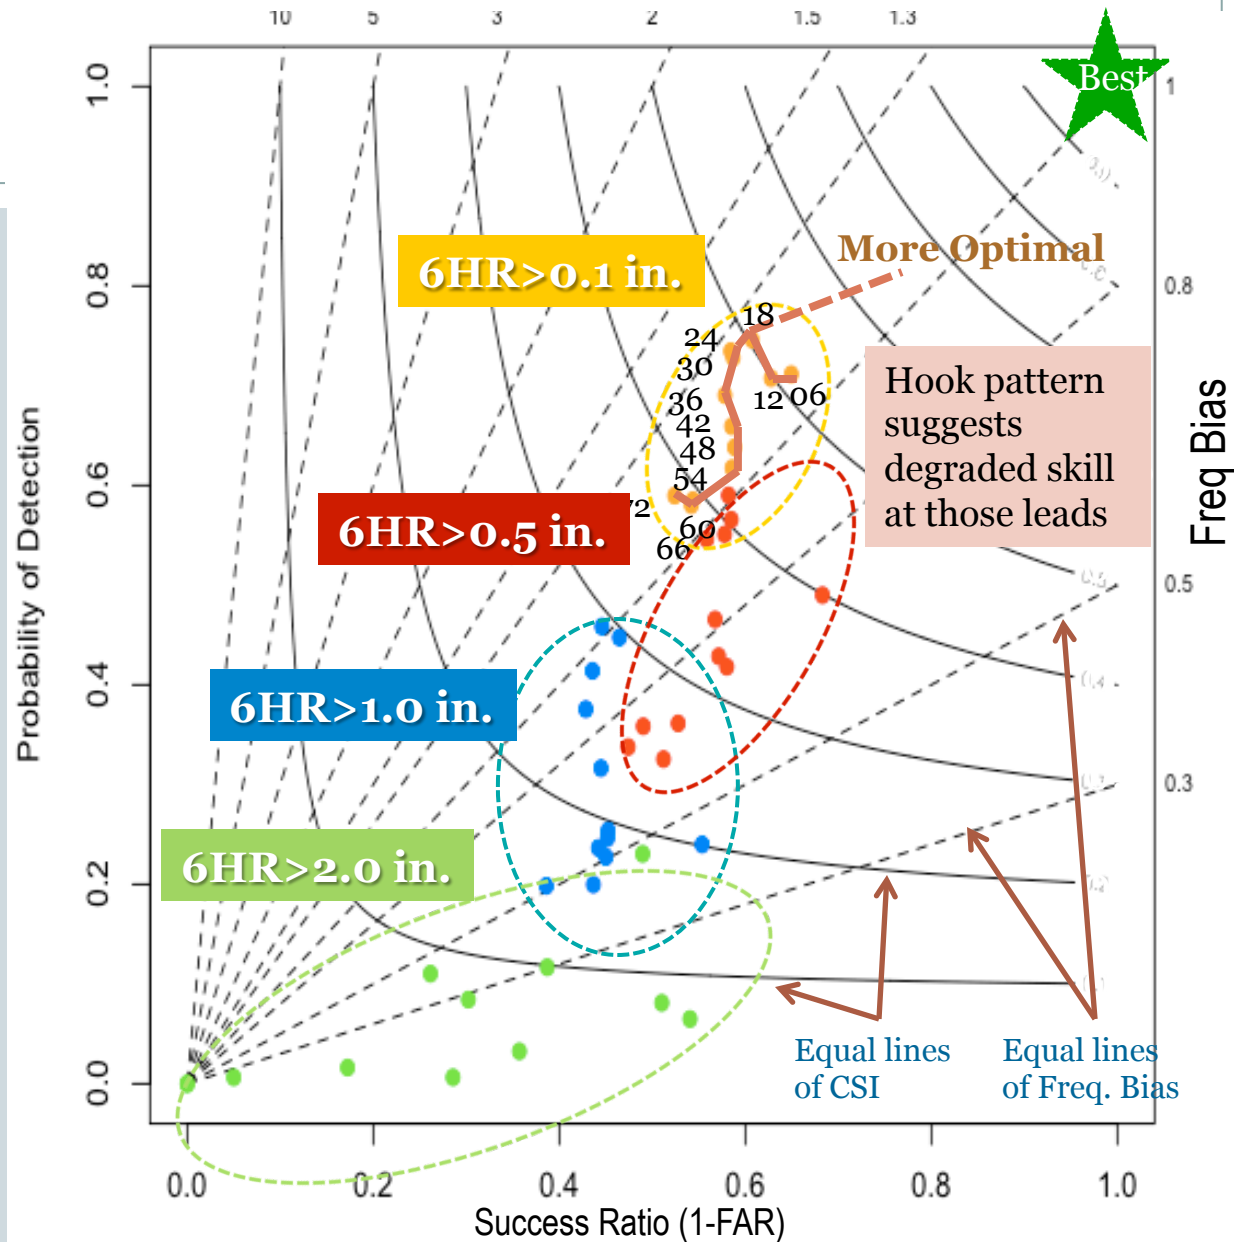 10 5 3 2 1.5 1.3
Best
1.0 1
More Optimal
6HR>0.1 in.
0.8 0.8
18
24
30
36
12 06
42
48
54
72
60
66
Hook pattern
suggests
degraded skill
at those leads
Probability of Detection
Freq Bias
0.6
6HR>0.5 in.
0.5 0.5
0.4 0.4
6HR>1.0 in.
0.3
6HR>2.0 in.
0.2
Equal lines
of CSI
Equal lines
of Freq. Bias
0.0
0.0 0.2 0.4 0.6 0.8 1.0
Success Ratio (1-FAR)